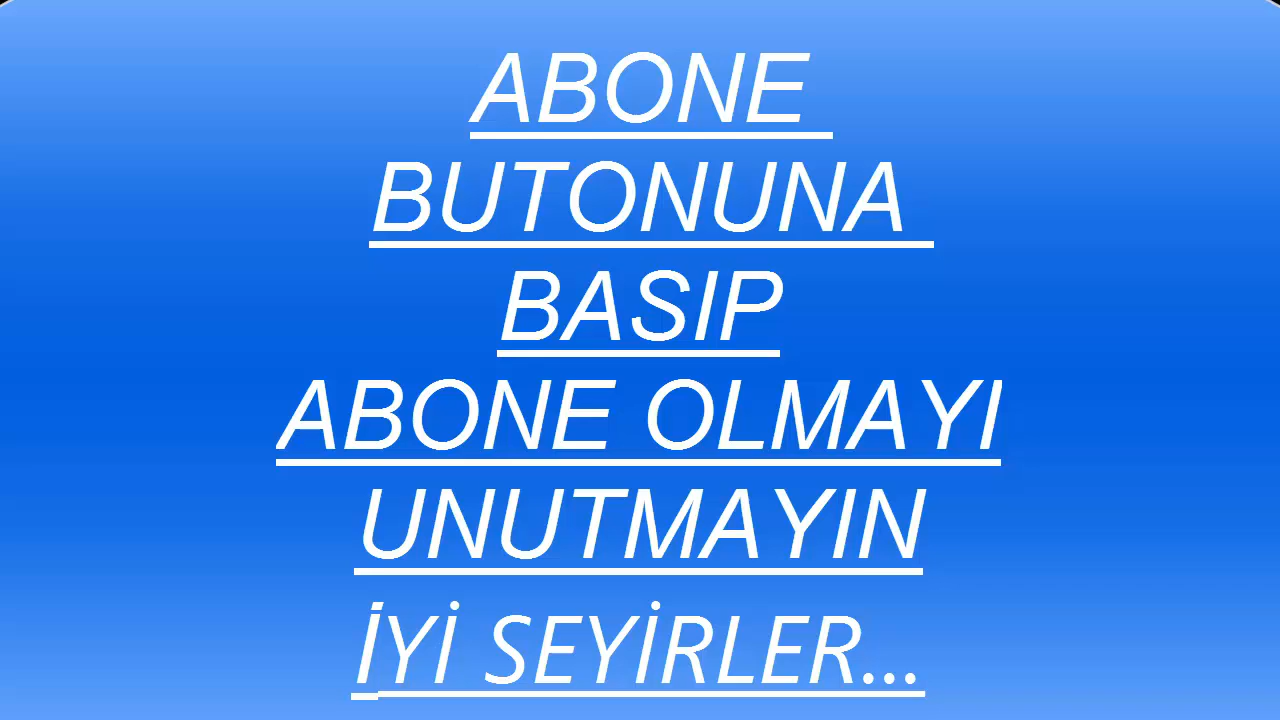 ABONE
BUTONUNA
BASIP
ABONE OLMAYI
UNUTMAYIN
İYİ SEYİRLER...